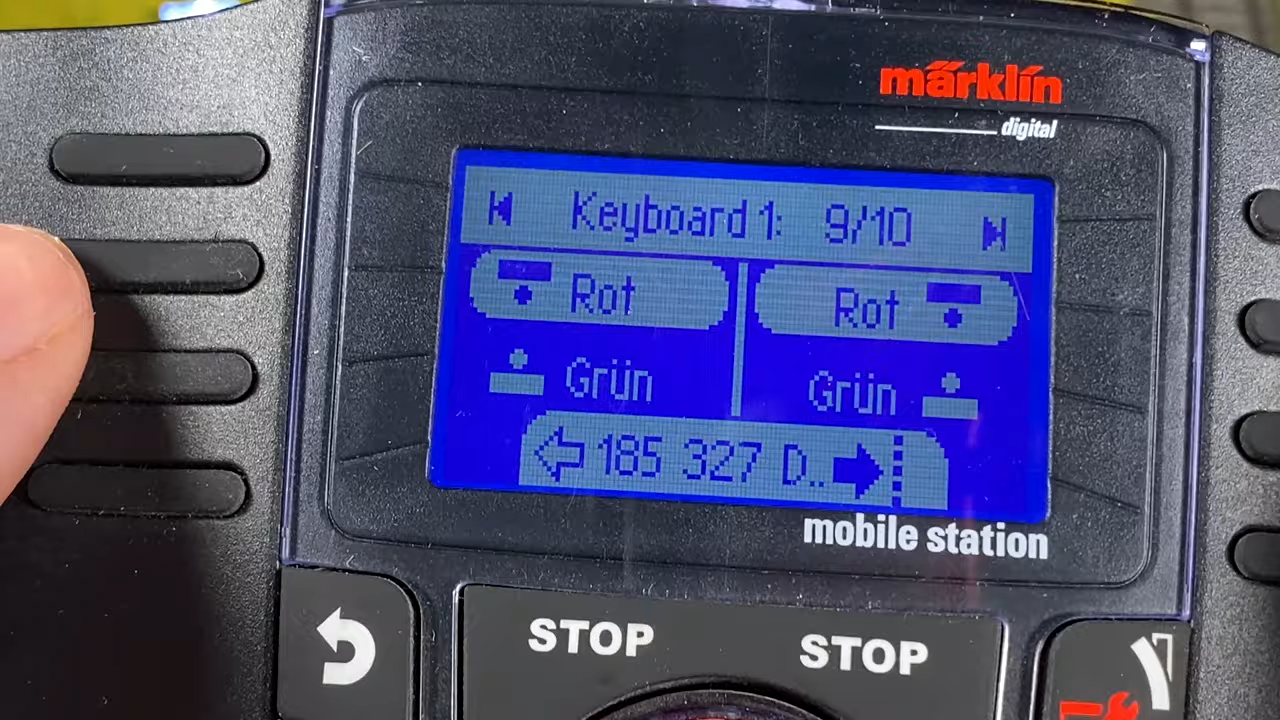 märklin
digital
Keyboard 1: 9/10
Rot Rot
Grün Grün
185 327 D..
mobile station
STOP STOP